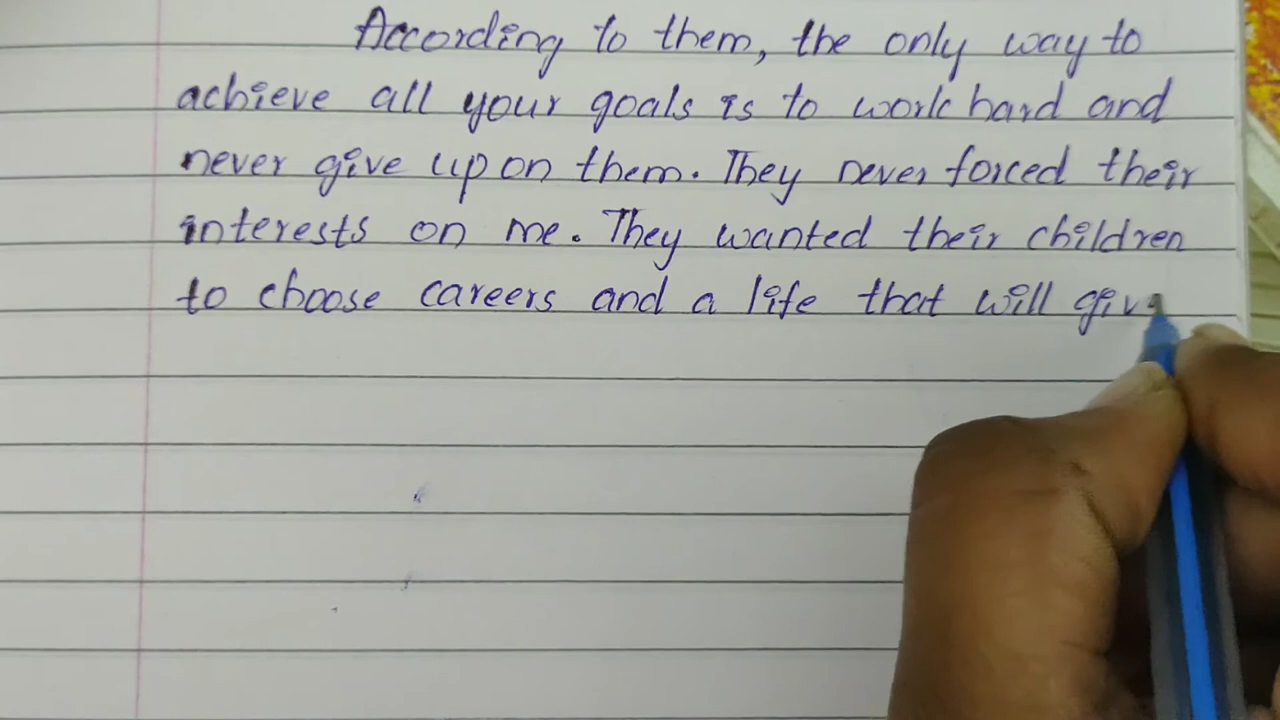 According to them, the only way to
achieve all your goals is to work hard and
never give up on them. They never forced their
interests on me. They wanted their children
to choose careers and a life that will give